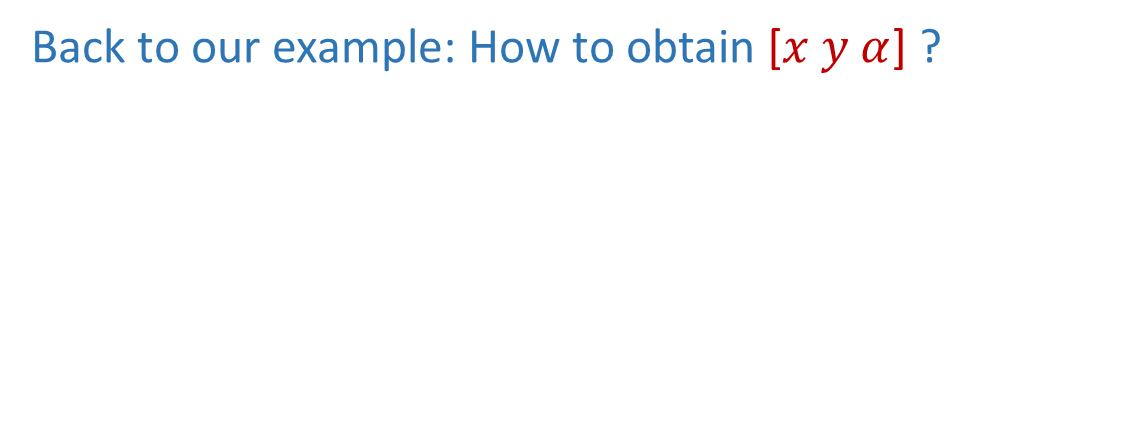 Back to our example: How to obtain [x y α] ?